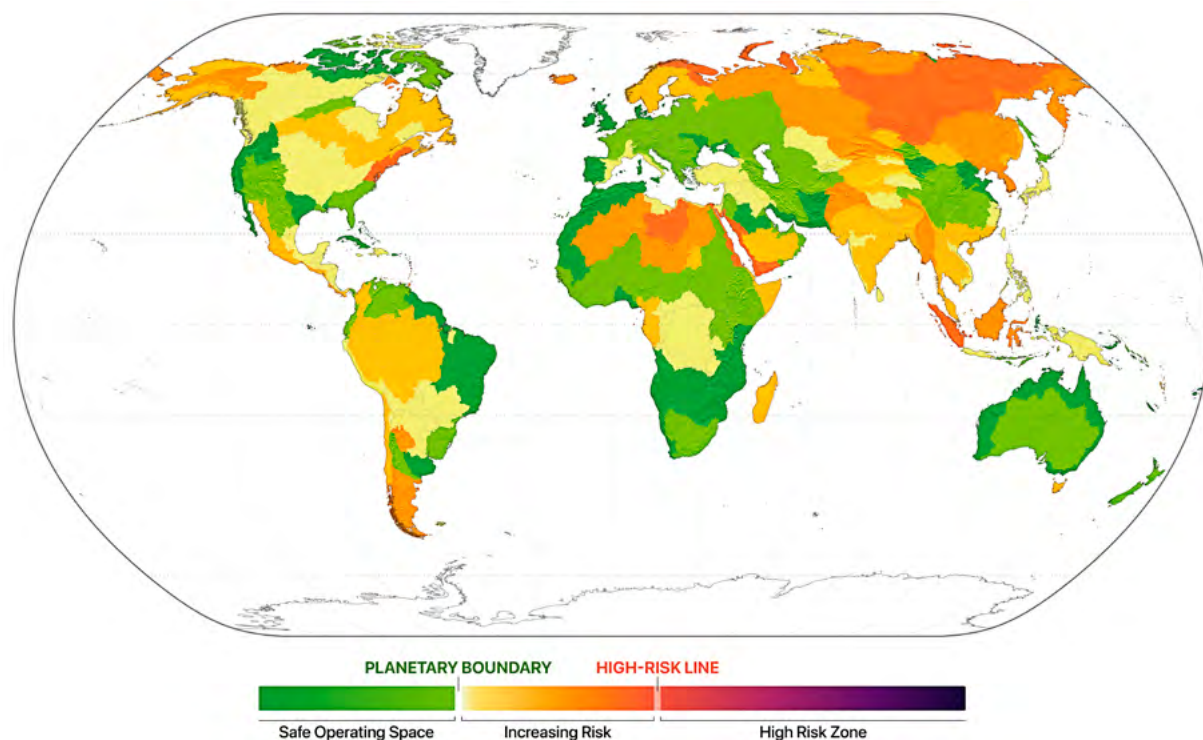 PLANETARY BOUNDARY HIGH-RISK LINE
Safe Operating Space Increasing Risk High Risk Zone